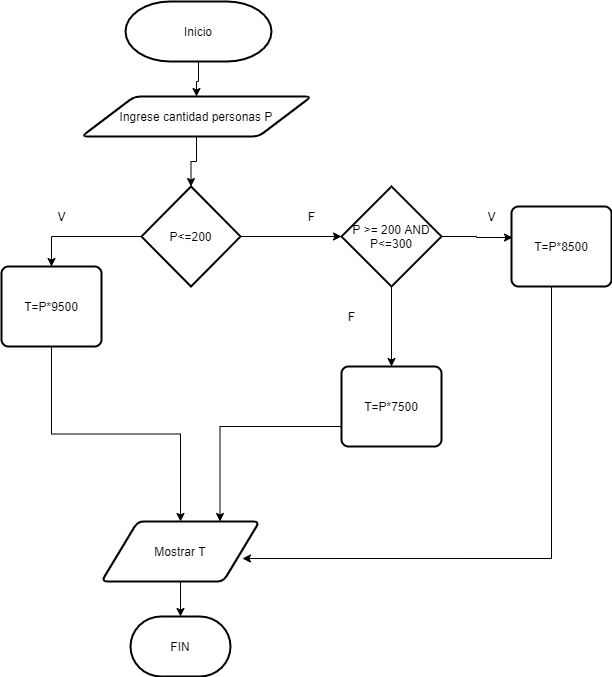 Inicio
Ingrese cantidad personas P
V
F
V
P<=200
P >= 200 AND
P<=300
T=P*8500
T=P*9500
F
T=P*7500
Mostrar T
FIN